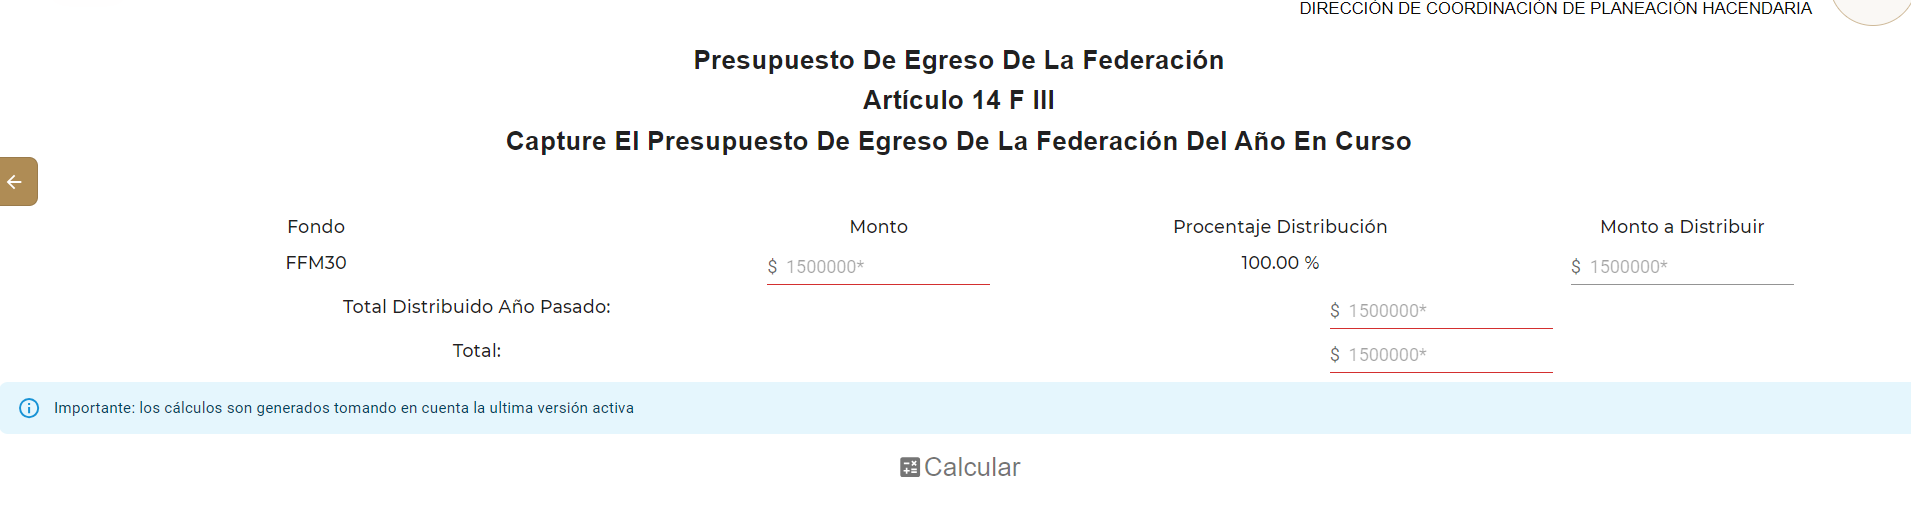 DIRECCIÓN DE COORDINACIÓN DE PLANEACIÓN HACENDARIA
Presupuesto De Egreso De La Federación
Artículo 14 F III
Capture El Presupuesto De Egreso De La Federación Del Año En Curso
Fondo Monto Procentaje Distribución Monto a Distribuir
FFM30 $ 1500000* 100.00 % $ 1500000*
Total Distribuido Año Pasado: $ 1500000*
Total: $ 1500000*
Importante: los cálculos son generados tomando en cuenta la ultima versión activa
Calcular